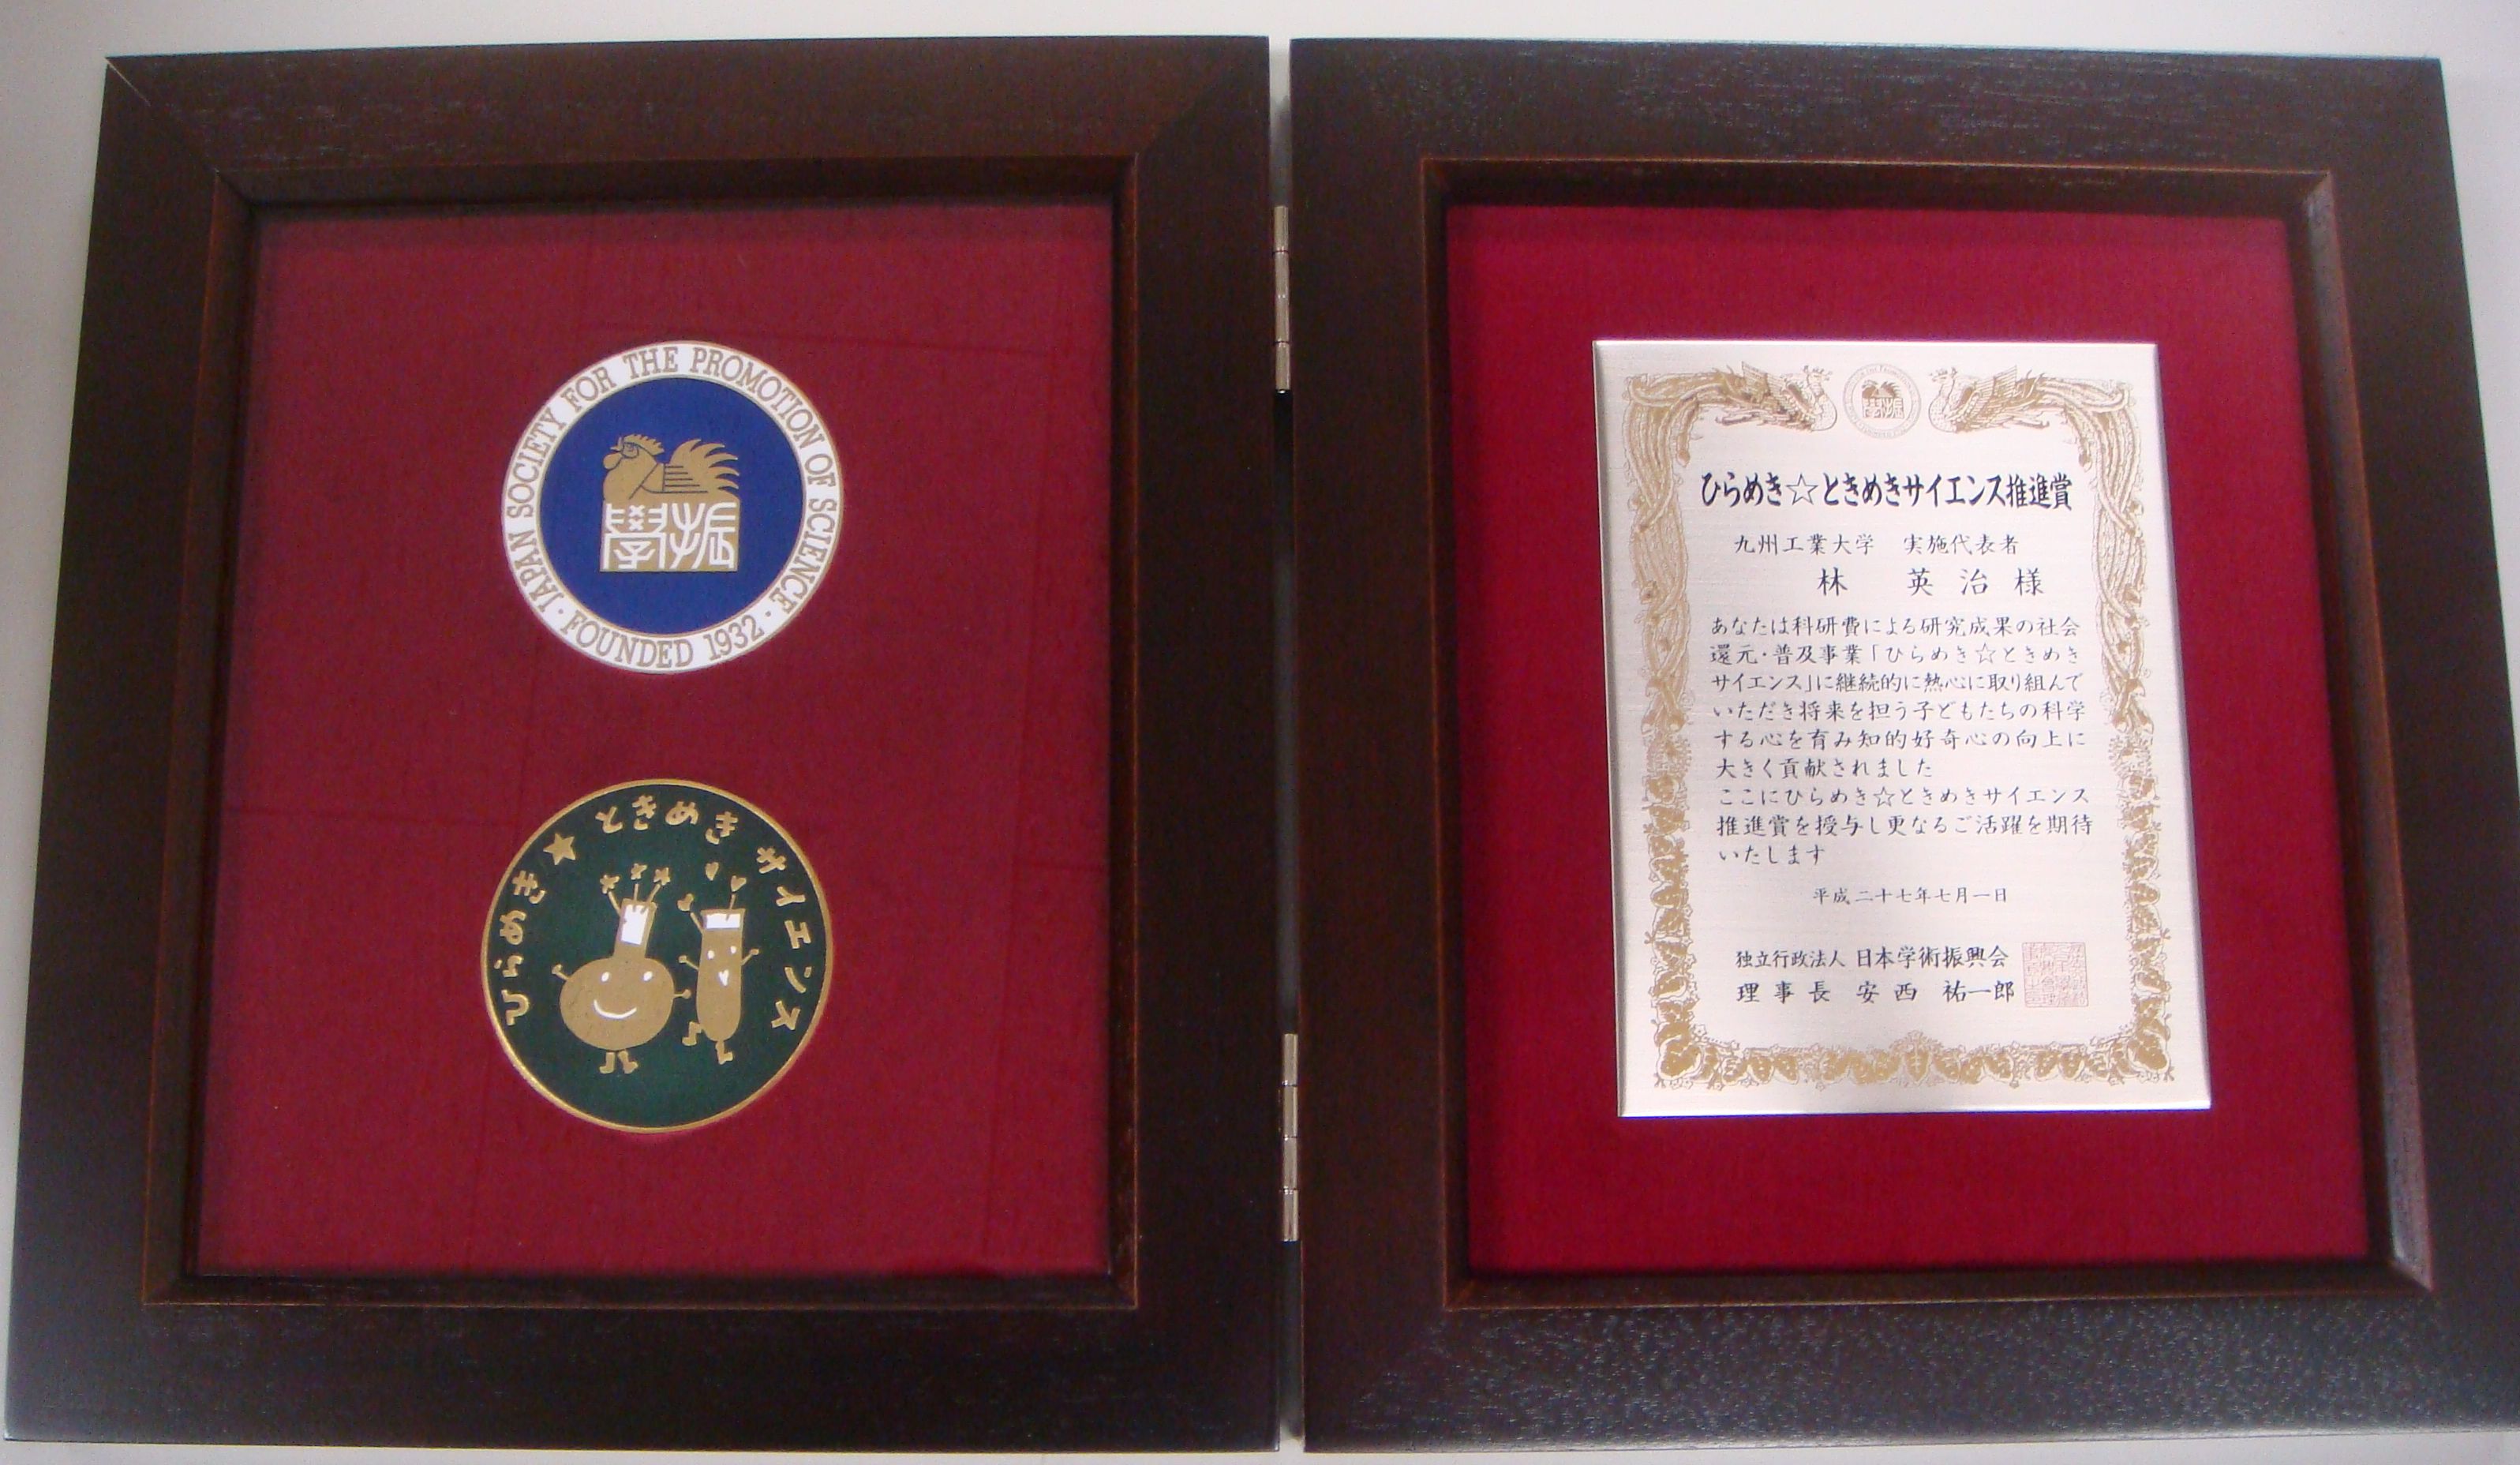 JAPAN SOCIETY FOR THE PROMOTION OF SCIENCE
・FOUNDED 1932・
學振
ひらめき★ときめきサイエンス
ひらめき☆ときめきサイエンス推進賞
九州工業大学 実施代表者
林 英治様
あなたは科研費による研究成果の社会
還元・普及事業「ひらめき☆ときめき
サイエンス」に継続的に熱心に取り組んで
いただき将来を担う子どもたちの科学
する心を育み知的好奇心の向上に
大きく貢献されました
ここにひらめき☆ときめきサイエンス
推進賞を授与し更なるご活躍を期待
いたします
平成二十七年七月一日
独立行政法人 日本学術振興会
理事長 安西 祐一郎